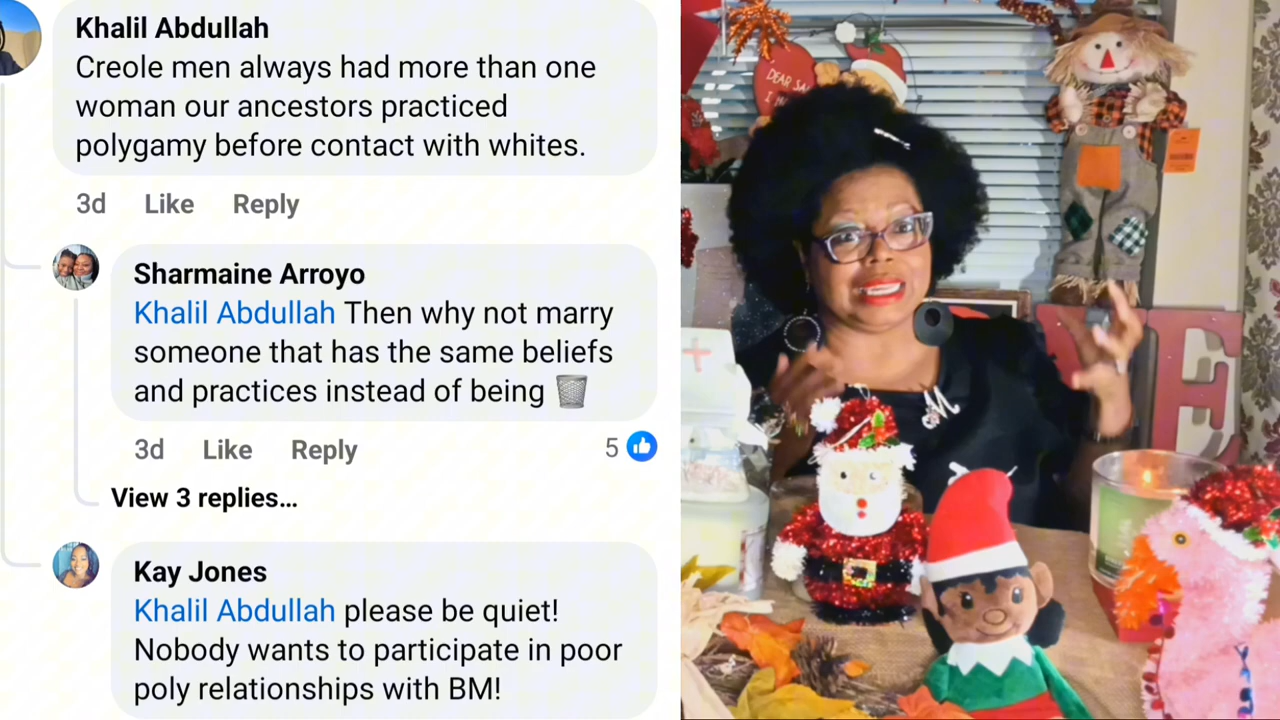 Khalil Abdullah
Creole men always had more than one
woman our ancestors practiced
polygamy before contact with whites.
3d Like Reply
Sharmaine Arroyo
Khalil Abdullah Then why not marry
someone that has the same beliefs
and practices instead of being 🗑️
3d Like Reply 5
View 3 replies...
Kay Jones
Khalil Abdullah please be quiet!
Nobody wants to participate in poor
poly relationships with BM!
DEAR
I
M
E